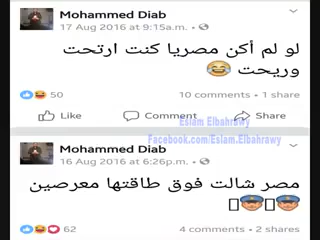 Mohammed Diab
17 Aug 2016 at 9:15a.m. •
لو لم أكن مصريا كنت ارتحت
وريحت 😂
50
10 comments • 1 share
Like
Comment
Share
Eslam Elbahrawy
Facebook.com/Eslam.Elbahrawy
Mohammed Diab
16 Aug 2016 at 6:26p.m. •
مصر شالت فوق طاقتها معرصين
62
4 comments • 2 shares